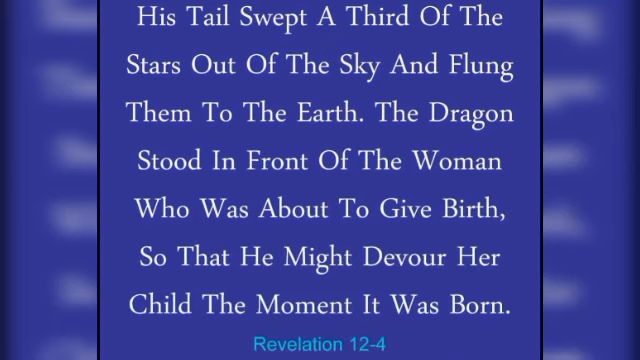 His Tail Swept A Third Of The
Stars Out Of The Sky And Flung
Them To The Earth. The Dragon
Stood In Front Of The Woman
Who Was About To Give Birth,
So That He Might Devour Her
Child The Moment It Was Born.
Revelation 12-4